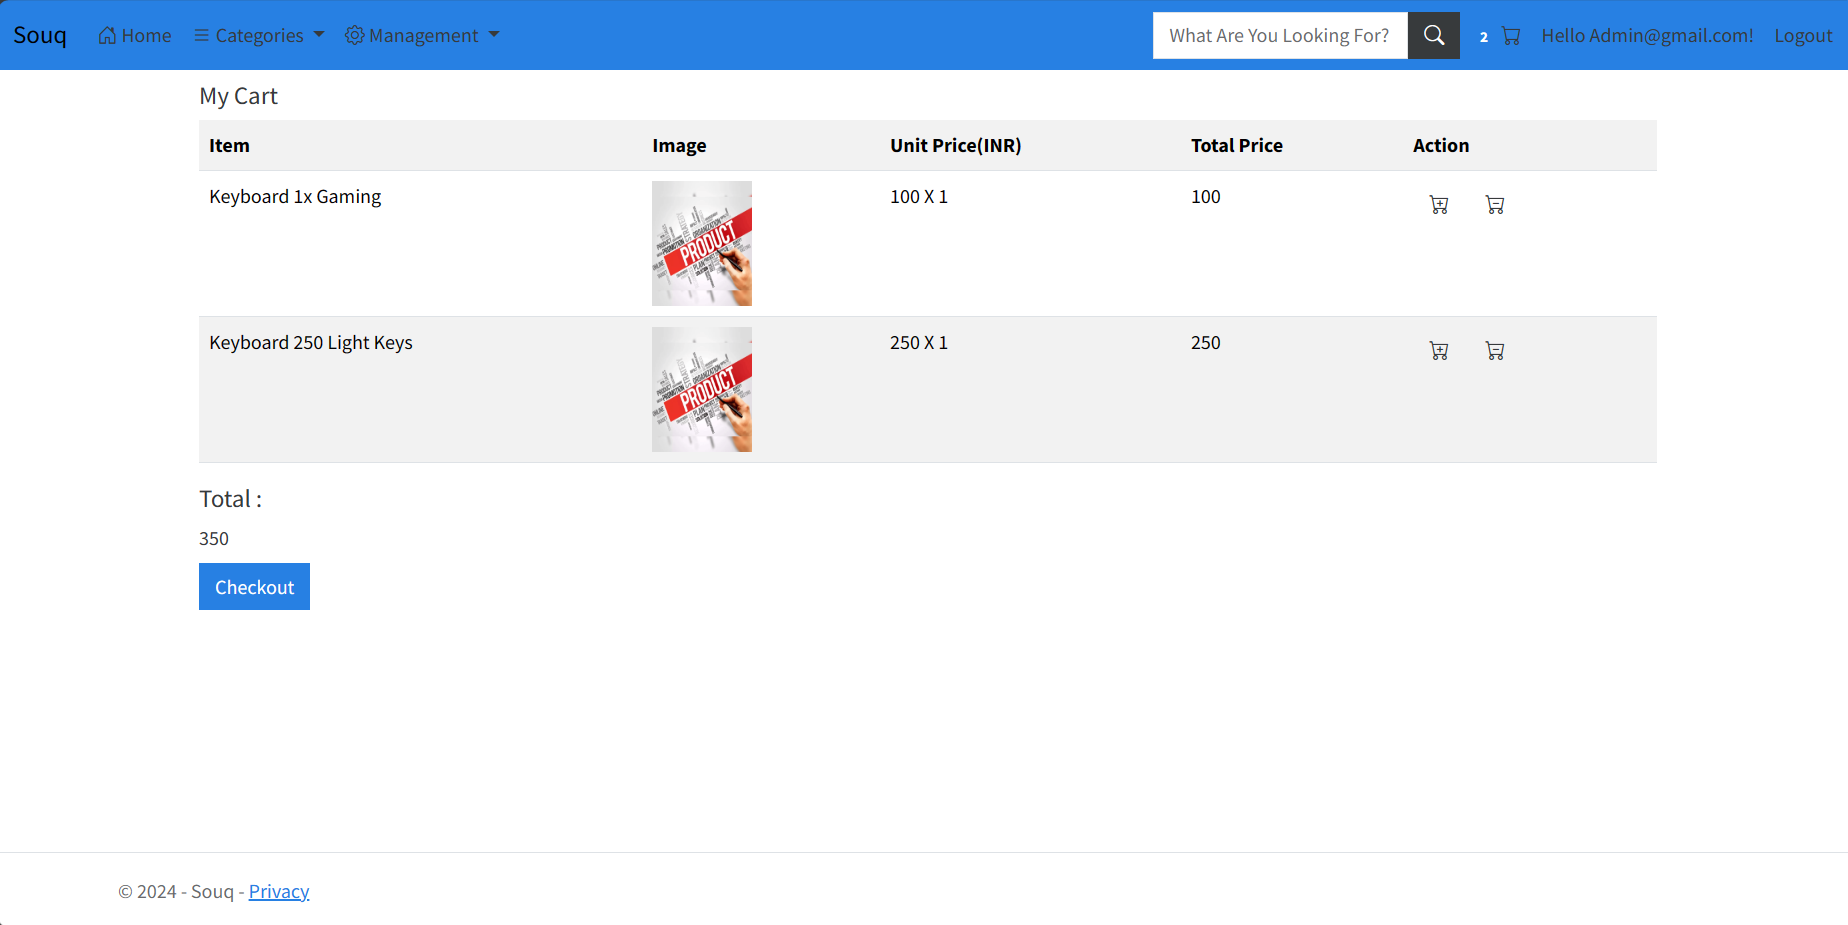 Souq Home Categories Management What Are You Looking For? 2 Hello Admin@gmail.com! Logout
My Cart
Item Image Unit Price(INR) Total Price Action
Keyboard 1x Gaming PRODUCT 100 X 1 100
Keyboard 250 Light Keys PRODUCT 250 X 1 250
Total :
350
Checkout
© 2024 - Souq - Privacy